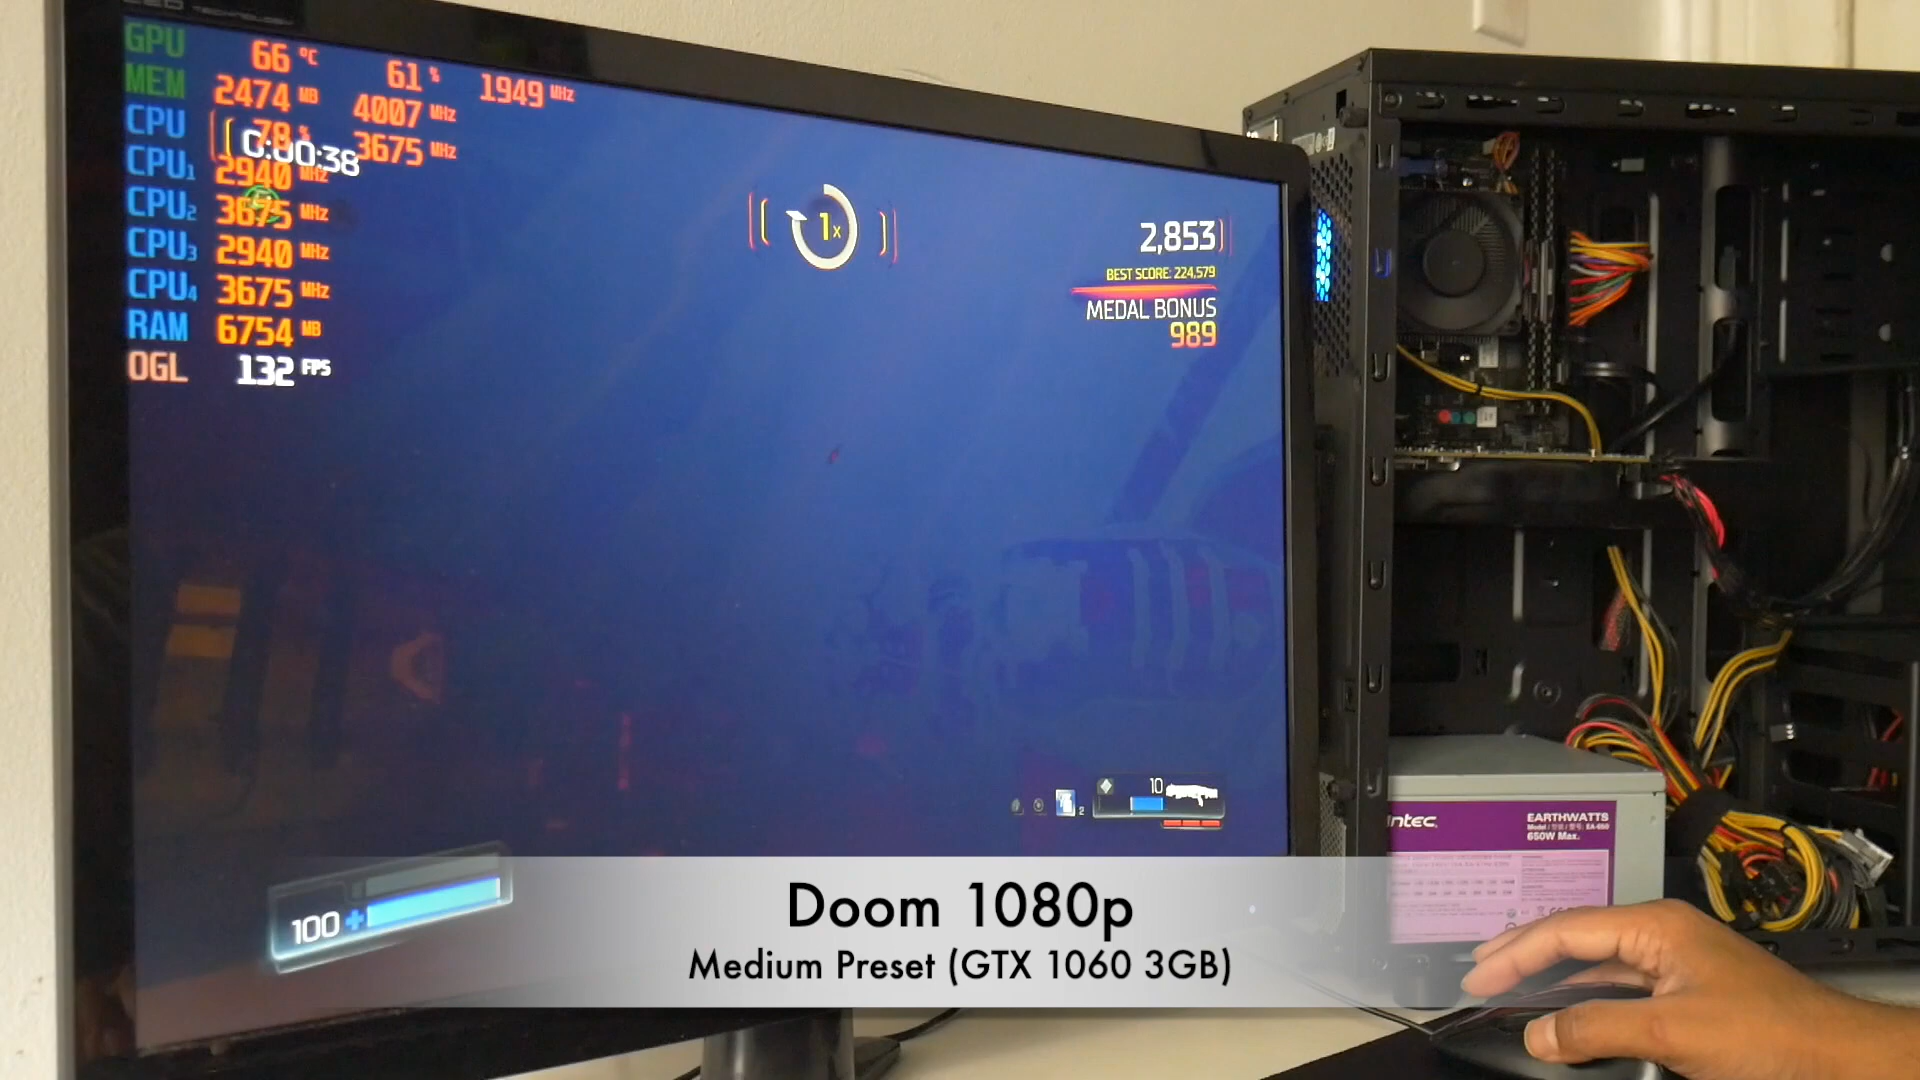 GPU 66 °C 61 % 1949 MHz
MEM 2474 MB 4007 MHz
CPU 78 % 3675 MHz
0:00:38
CPU1 2940 MHz
CPU2 3675 MHz
CPU3 2940 MHz
CPU4 3675 MHz
RAM 6754 MB
OGL 132 FPS
1x
2,853
BEST SCORE: 224,579
MEDAL BONUS
989
2
10
100
Doom 1080p
Medium Preset (GTX 1060 3GB)
ntec
EARTHWATTS
EA-650
650W Max.